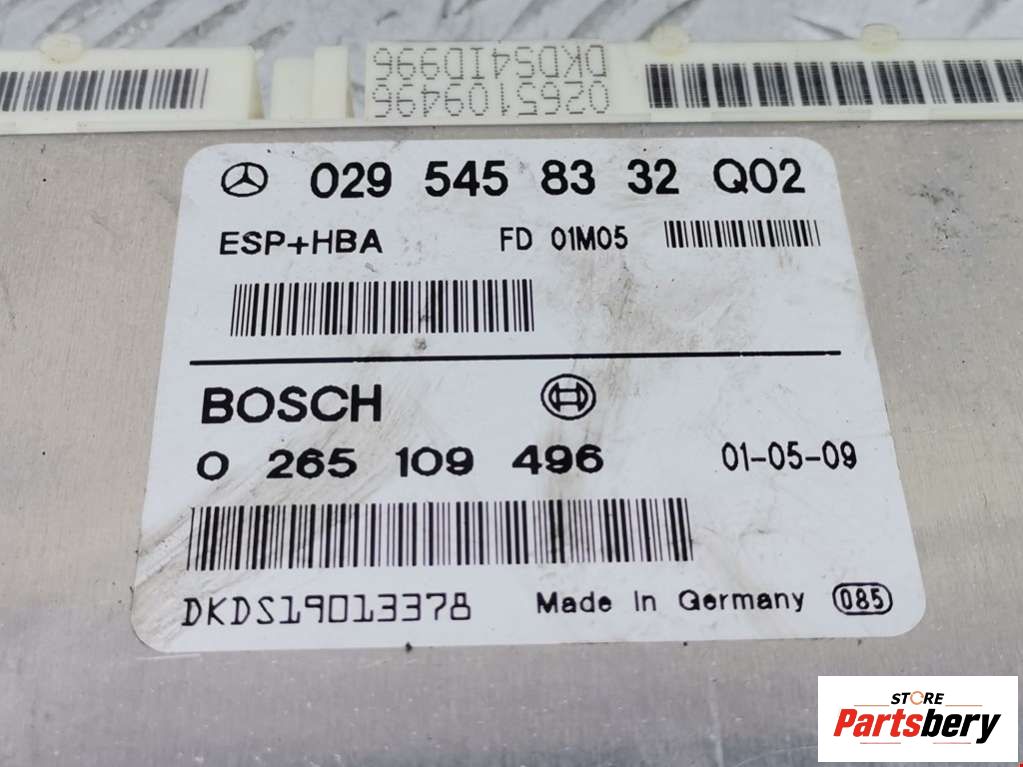 DKDS41D996
0265109496
029 545 83 32 Q02
ESP+HBA FD 01M05
BOSCH
0 265 109 496 01-05-09
DKDS19013378 Made In Germany 085
STORE
Partsbery